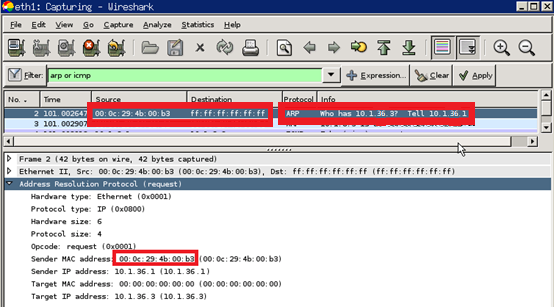 eth1: Capturing - Wireshark
File Edit View Go Capture Analyze Statistics Help
Filter: arp or icmp Expression... Clear Apply
No. . Time Source Destination Protocol Info
2 101.002647 00:0c:29:4b:00:b3 ff:ff:ff:ff:ff:ff ARP Who has 10.1.36.3? Tell 10.1.36.1
3 101.002907
Frame 2 (42 bytes on wire, 42 bytes captured)
Ethernet II, Src: 00:0c:29:4b:00:b3 (00:0c:29:4b:00:b3), Dst: ff:ff:ff:ff:ff:ff (ff:ff:ff:ff:ff:ff)
Address Resolution Protocol (request)
Hardware type: Ethernet (0x0001)
Protocol type: IP (0x0800)
Hardware size: 6
Protocol size: 4
Opcode: request (0x0001)
Sender MAC address: 00:0c:29:4b:00:b3 (00:0c:29:4b:00:b3)
Sender IP address: 10.1.36.1 (10.1.36.1)
Target MAC address: 00:00:00:00:00:00 (00:00:00:00:00:00)
Target IP address: 10.1.36.3 (10.1.36.3)